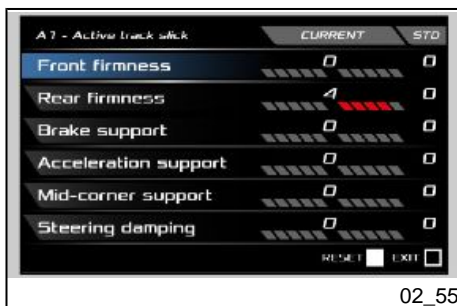 A1 - Active track slick CURRENT STD
Front firmness 0 0
Rear firmness 4 0
Brake support 0 0
Acceleration support 0 0
Mid-corner support 0 0
Steering damping 0 0
RESET EXIT
02_55